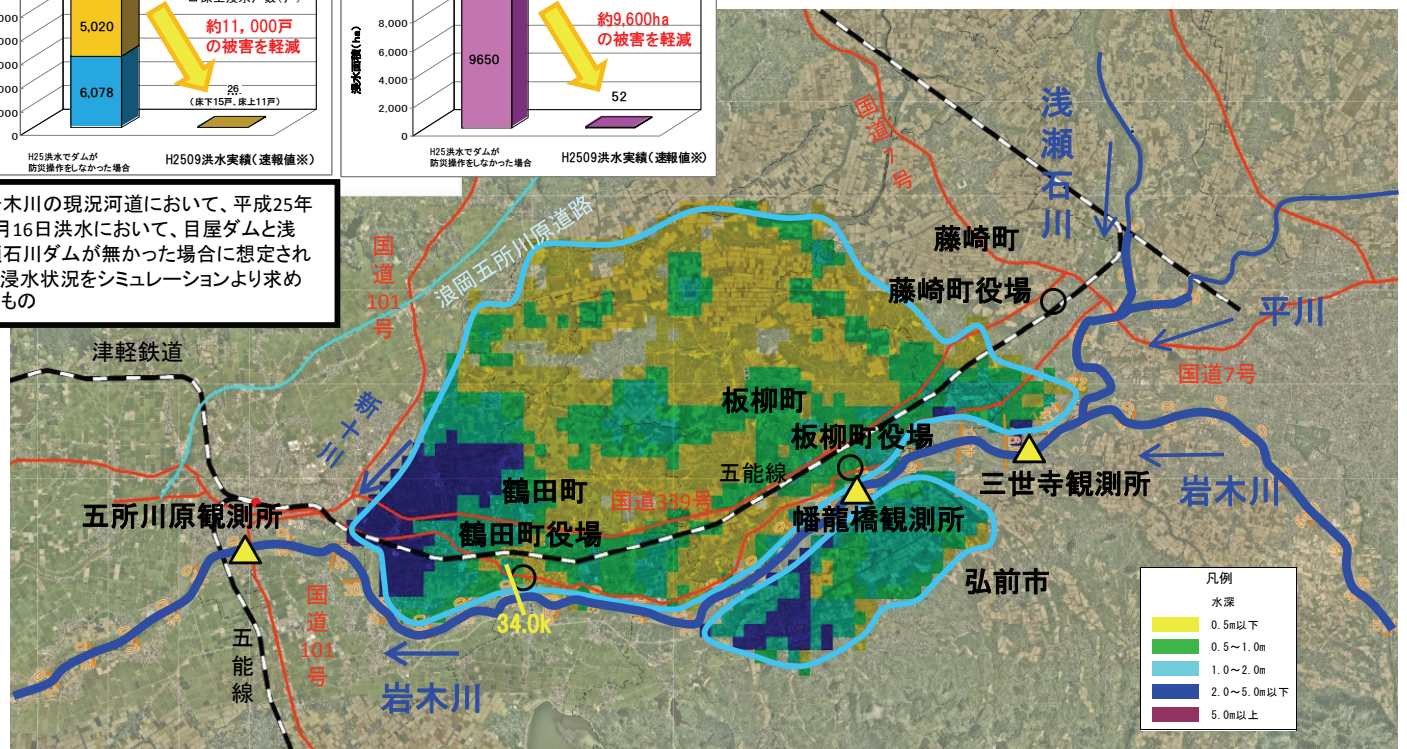 5,020
6,078
0
約11,000戸
の被害を軽減
26
(床下15戸、床上11戸)
H25洪水でダムが
防災操作をしなかった場合
H2509洪水実績(速報値※)
浸水面積(ha)
8,000
6,000
4,000
2,000
0
9650
約9,600ha
の被害を軽減
52
H25洪水でダムが
防災操作をしなかった場合
H2509洪水実績(速報値※)
木川の現況河道において、平成25年
月16日洪水において、目屋ダムと浅
石川ダムが無かった場合に想定され
浸水状況をシミュレーションより求め
もの
国道7号
浅瀬石川
国道101号
浪岡五所川原道路
藤崎町
藤崎町役場
平川
津軽鉄道
国道7号
新十川
板柳町
板柳町役場
五能線
三世寺観測所
岩木川
鶴田町
国道339号
五所川原観測所
鶴田町役場
幡龍橋観測所
弘前市
国道101号
34.0k
五能線
岩木川
凡例
水深
0.5m以下
0.5～1.0m
1.0～2.0m
2.0～5.0m以下
5.0m以上